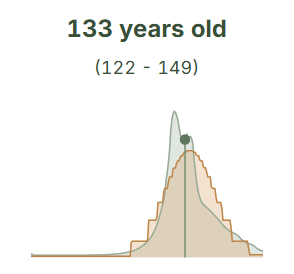 133 years old
(122 - 149)